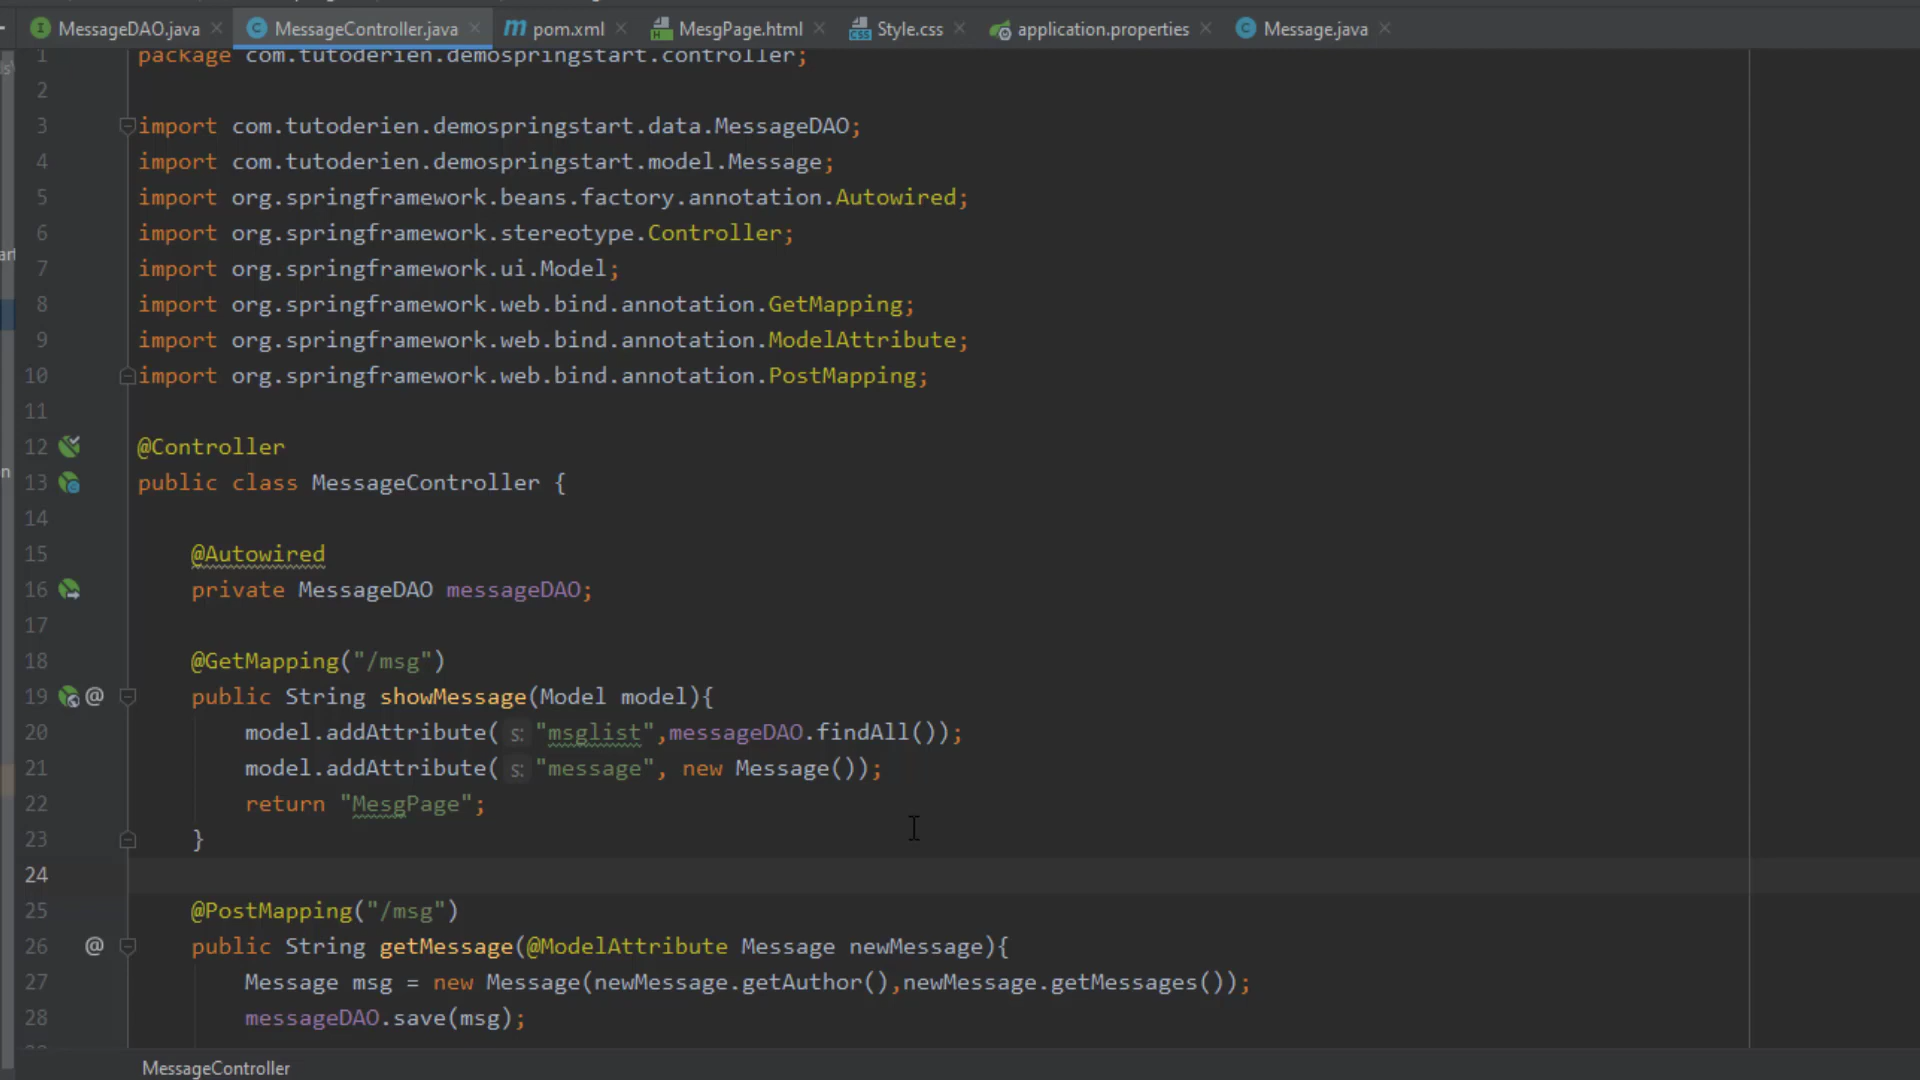 MessageDAO.java MessageController.java pom.xml MesgPage.html Style.css application.properties Message.java
1 package com.tutoderien.demospringstart.controller;
2
3 import com.tutoderien.demospringstart.data.MessageDAO;
4 import com.tutoderien.demospringstart.model.Message;
5 import org.springframework.beans.factory.annotation.Autowired;
6 import org.springframework.stereotype.Controller;
7 import org.springframework.ui.Model;
8 import org.springframework.web.bind.annotation.GetMapping;
9 import org.springframework.web.bind.annotation.ModelAttribute;
10 import org.springframework.web.bind.annotation.PostMapping;
11
12 @Controller
13 public class MessageController {
14
15 @Autowired
16 private MessageDAO messageDAO;
17
18 @GetMapping("/msg")
19 @ public String showMessage(Model model){
20 model.addAttribute( s: "msglist",messageDAO.findAll());
21 model.addAttribute( s: "message", new Message());
22 return "MesgPage";
23 }
24
25 @PostMapping("/msg")
26 @ public String getMessage(@ModelAttribute Message newMessage){
27 Message msg = new Message(newMessage.getAuthor(),newMessage.getMessages());
28 messageDAO.save(msg);
MessageController